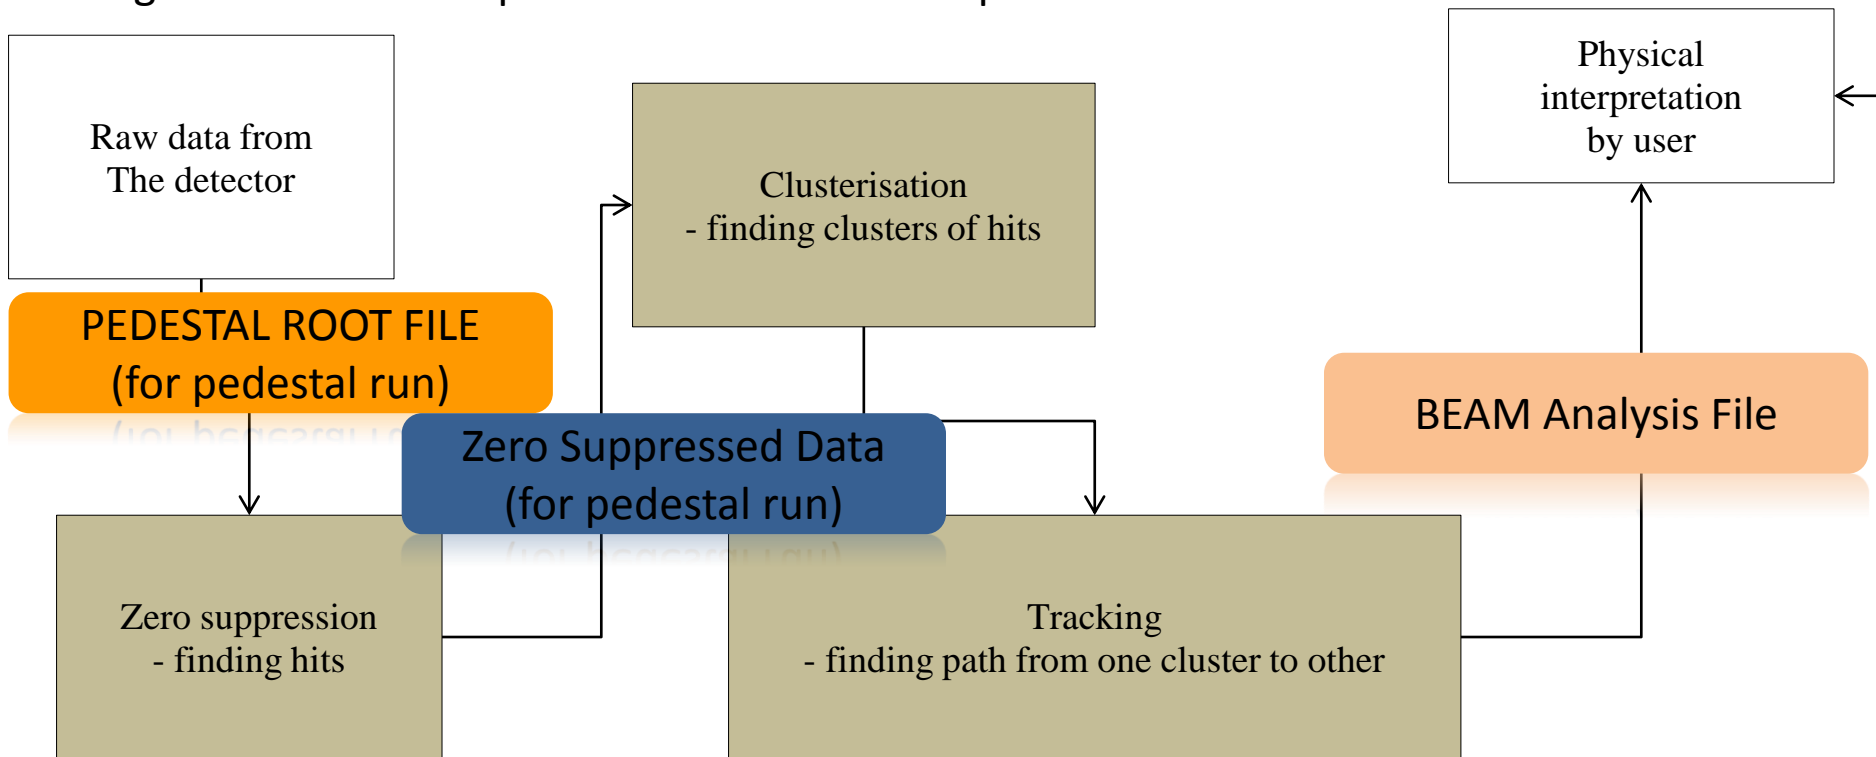 Raw data from
The detector
PEDESTAL ROOT FILE
(for pedestal run)
Zero suppression
- finding hits
Zero Suppressed Data
(for pedestal run)
Clusterisation
- finding clusters of hits
Tracking
- finding path from one cluster to other
BEAM Analysis File
Physical
interpretation
by user